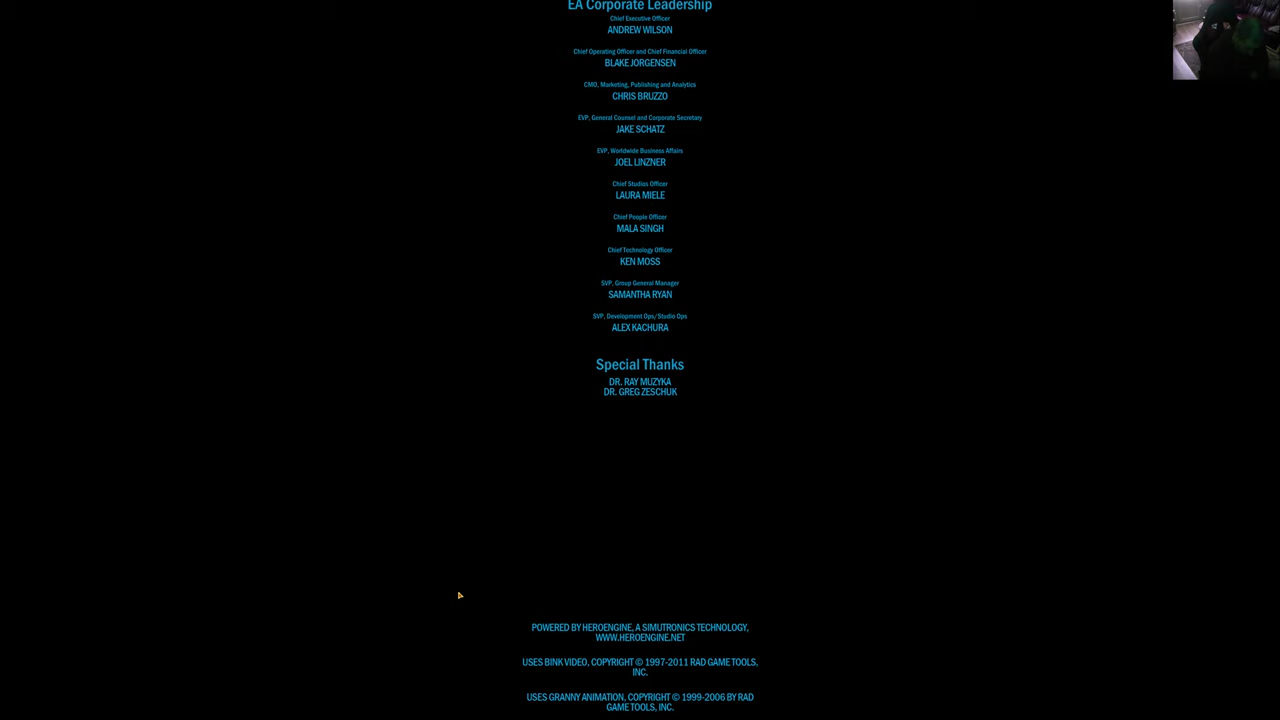 EA Corporate Leadership
Chief Executive Officer
ANDREW WILSON
Chief Operating Officer and Chief Financial Officer
BLAKE JORGENSEN
CMO, Marketing, Publishing and Analytics
CHRIS BRUZZO
EVP, General Counsel and Corporate Secretary
JAKE SCHATZ
EVP, Worldwide Business Affairs
JOEL LINZNER
Chief Studios Officer
LAURA MIELE
Chief People Officer
MALA SINGH
Chief Technology Officer
KEN MOSS
SVP, Group General Manager
SAMANTHA RYAN
SVP, Development Ops/Studio Ops
ALEX KACHURA
Special Thanks
DR. RAY MUZYKA
DR. GREG ZESCHUK
POWERED BY HEROENGINE, A SIMUTRONICS TECHNOLOGY,
WWW.HEROENGINE.NET
USES BINK VIDEO, COPYRIGHT © 1997-2011 RAD GAME TOOLS,
INC.
USES GRANNY ANIMATION, COPYRIGHT © 1999-2006 BY RAD
GAME TOOLS, INC.